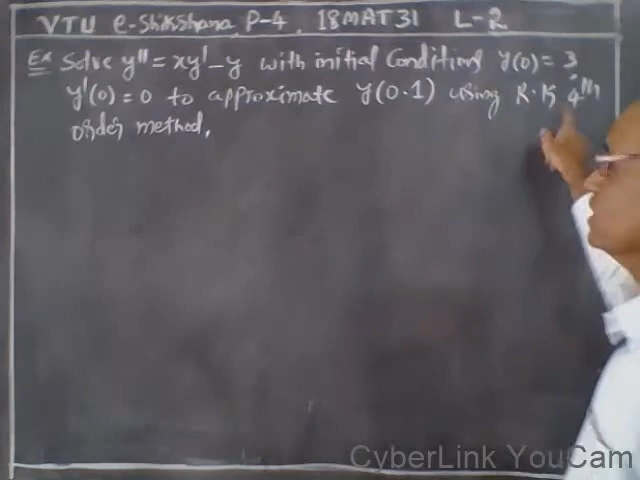 VTU e-Shikshana P-4, 18MAT31 L-2
Ex Solve y'' = xy' - y with initial Conditions y(0) = 3,
y'(0) = 0 to approximate y(0.1) using R.K 4th
order method.
CyberLink YouCam